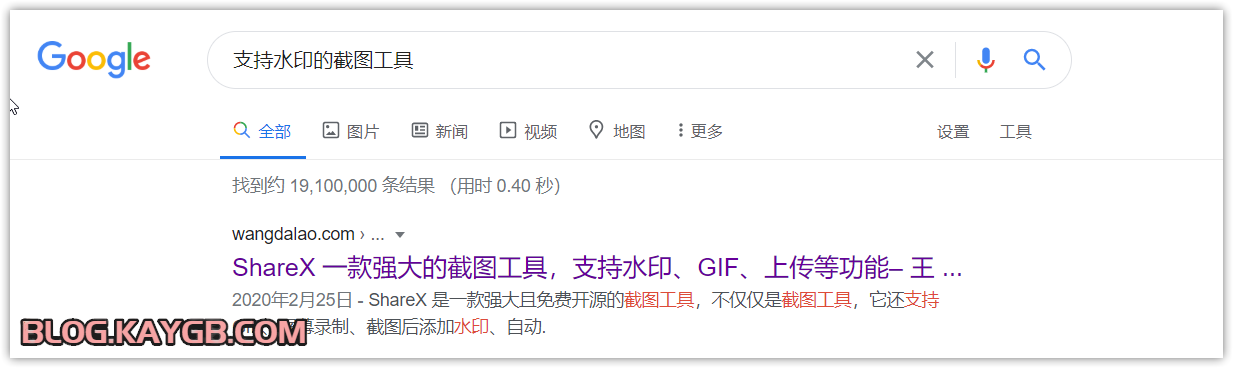 Google
支持水印的截图工具
全部 图片 新闻 视频 地图 更多 设置 工具
找到约 19,100,000 条结果 （用时 0.40 秒）
wangdalao.com › ...
ShareX 一款强大的截图工具，支持水印、GIF、上传等功能– 王 ...
2020年2月25日 - ShareX 是一款强大且免费开源的截图工具，不仅仅是截图工具，它还支持
录制、截图后添加水印、自动.
BLOG.KAYGB.COM